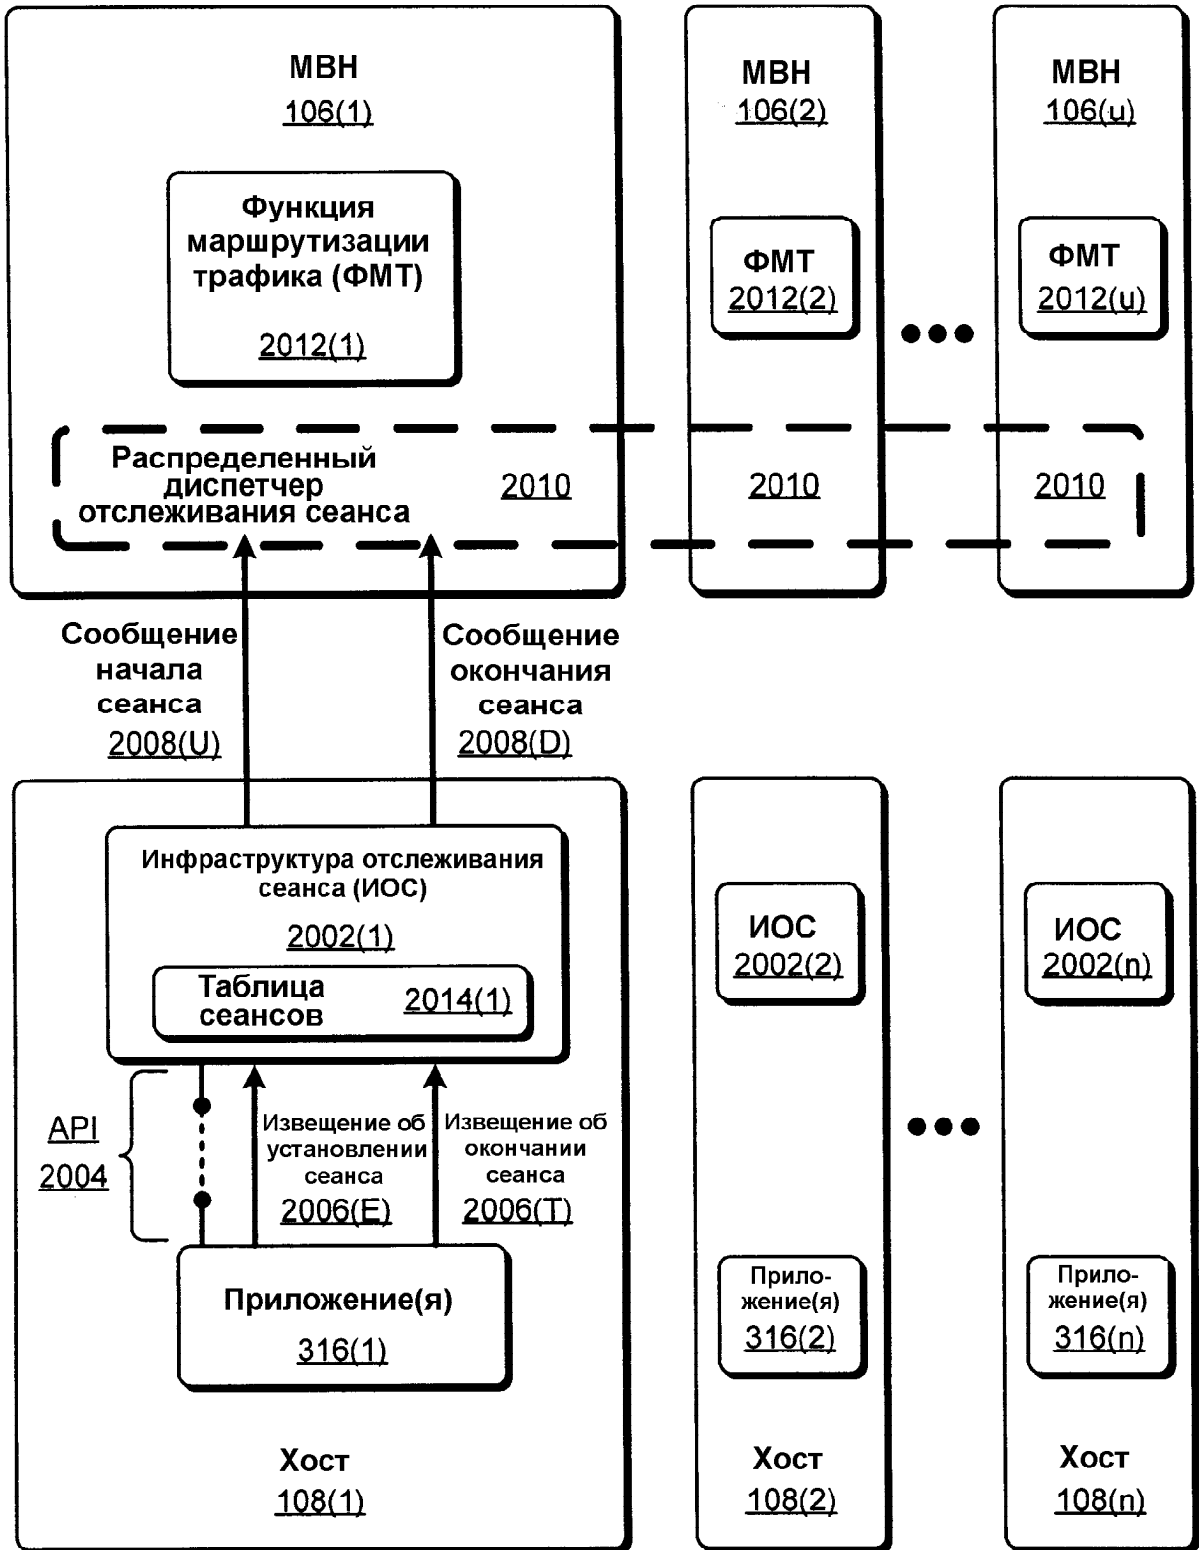 МВН
106(1)
МВН
106(2)
МВН
106(u)
Функция
маршрутизации
трафика (ФМТ)
2012(1)
ФМТ
2012(2)
ФМТ
2012(u)
Распределенный
диспетчер
отслеживания сеанса
2010
2010
2010
Сообщение
начала
сеанса
2008(U)
Сообщение
окончания
сеанса
2008(D)
Инфраструктура отслеживания
сеанса (ИОС)
2002(1)
Таблица
сеансов
2014(1)
ИОС
2002(2)
ИОС
2002(n)
API
2004
Извещение об
установлении
сеанса
2006(E)
Извещение об
окончании
сеанса
2006(T)
Приложение(я)
316(1)
Прило-
жение(я)
316(2)
Прило-
жение(я)
316(n)
Хост
108(1)
Хост
108(2)
Хост
108(n)